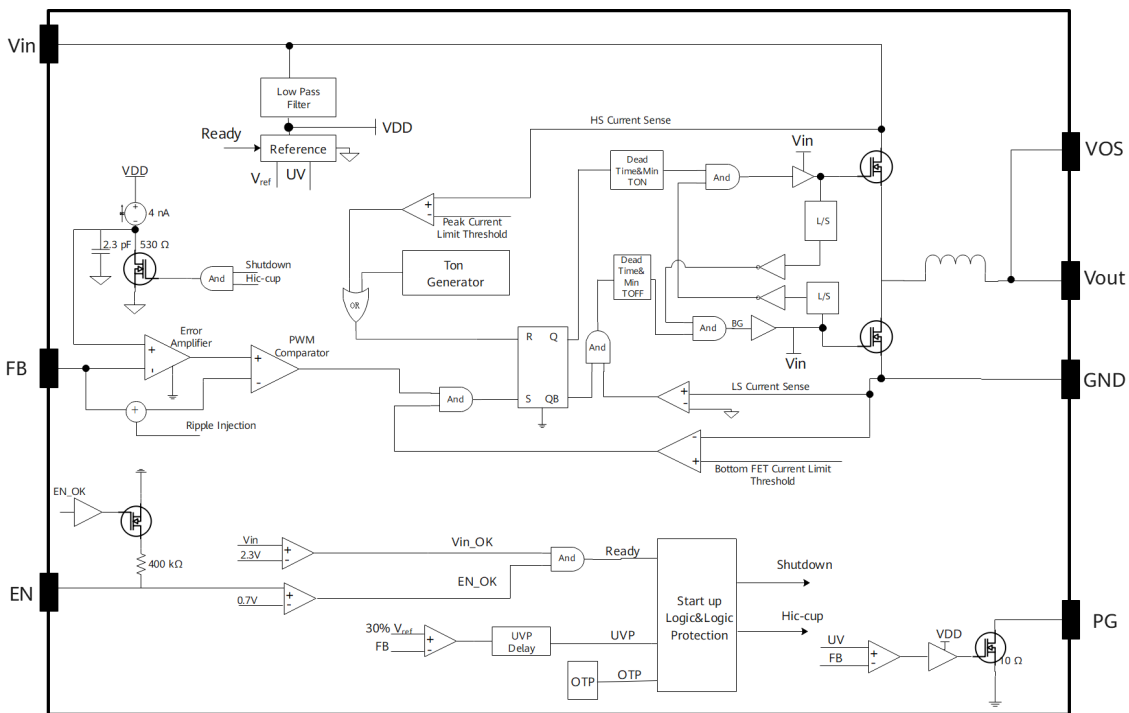 Vin
Low Pass
Filter
VDD
Ready
Reference
Vref
UV
HS Current Sense
Vin
VOS
Dead
Time&Min
TON
And
VDD
+
-
4 nA
2.3 pF
530 Ω
And
Shutdown
Hic-cup
+
-
Peak Current
Limit Threshold
L/S
Ton
Generator
Dead
Time&
Min
TOFF
L/S
Vout
OR
And
BG
Vin
Error
Amplifier
+
-
PWM
Comparator
+
-
R
Q
S
QB
And
FB
And
LS Current Sense
+
-
GND
+
Ripple Injection
-
+
Bottom FET Current Limit
Threshold
EN_OK
400 kΩ
EN
Vin
2.3V
+
-
Vin_OK
And
Ready
0.7V
+
-
EN_OK
Start up
Logic&Logic
Protection
Shutdown
Hic-cup
30% Vref
FB
+
-
UVP
Delay
UVP
OTP
OTP
UV
FB
+
-
VDD
10 Ω
PG